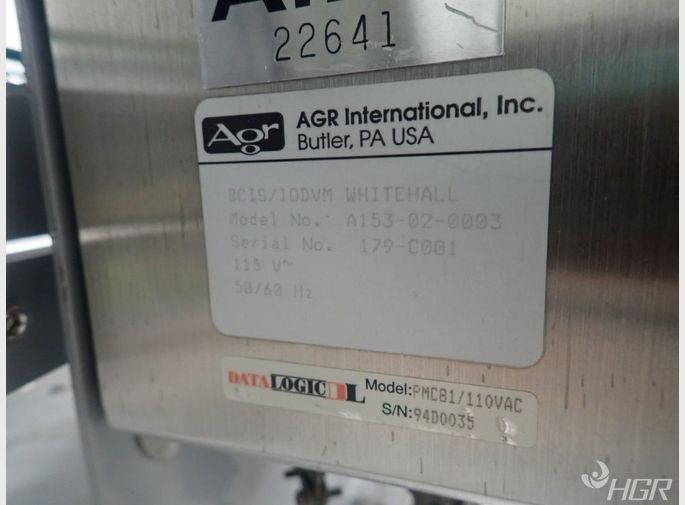 22641
Agr
AGR International, Inc.
Butler, PA USA
BCIS/IODVM WHITEHALL
Model No. A153-02-0003
Serial No. 179-C001
115 V~
50/60 Hz
DATALOGIC
Model:PMC81/110VAC
S/N:94D0035
HGR